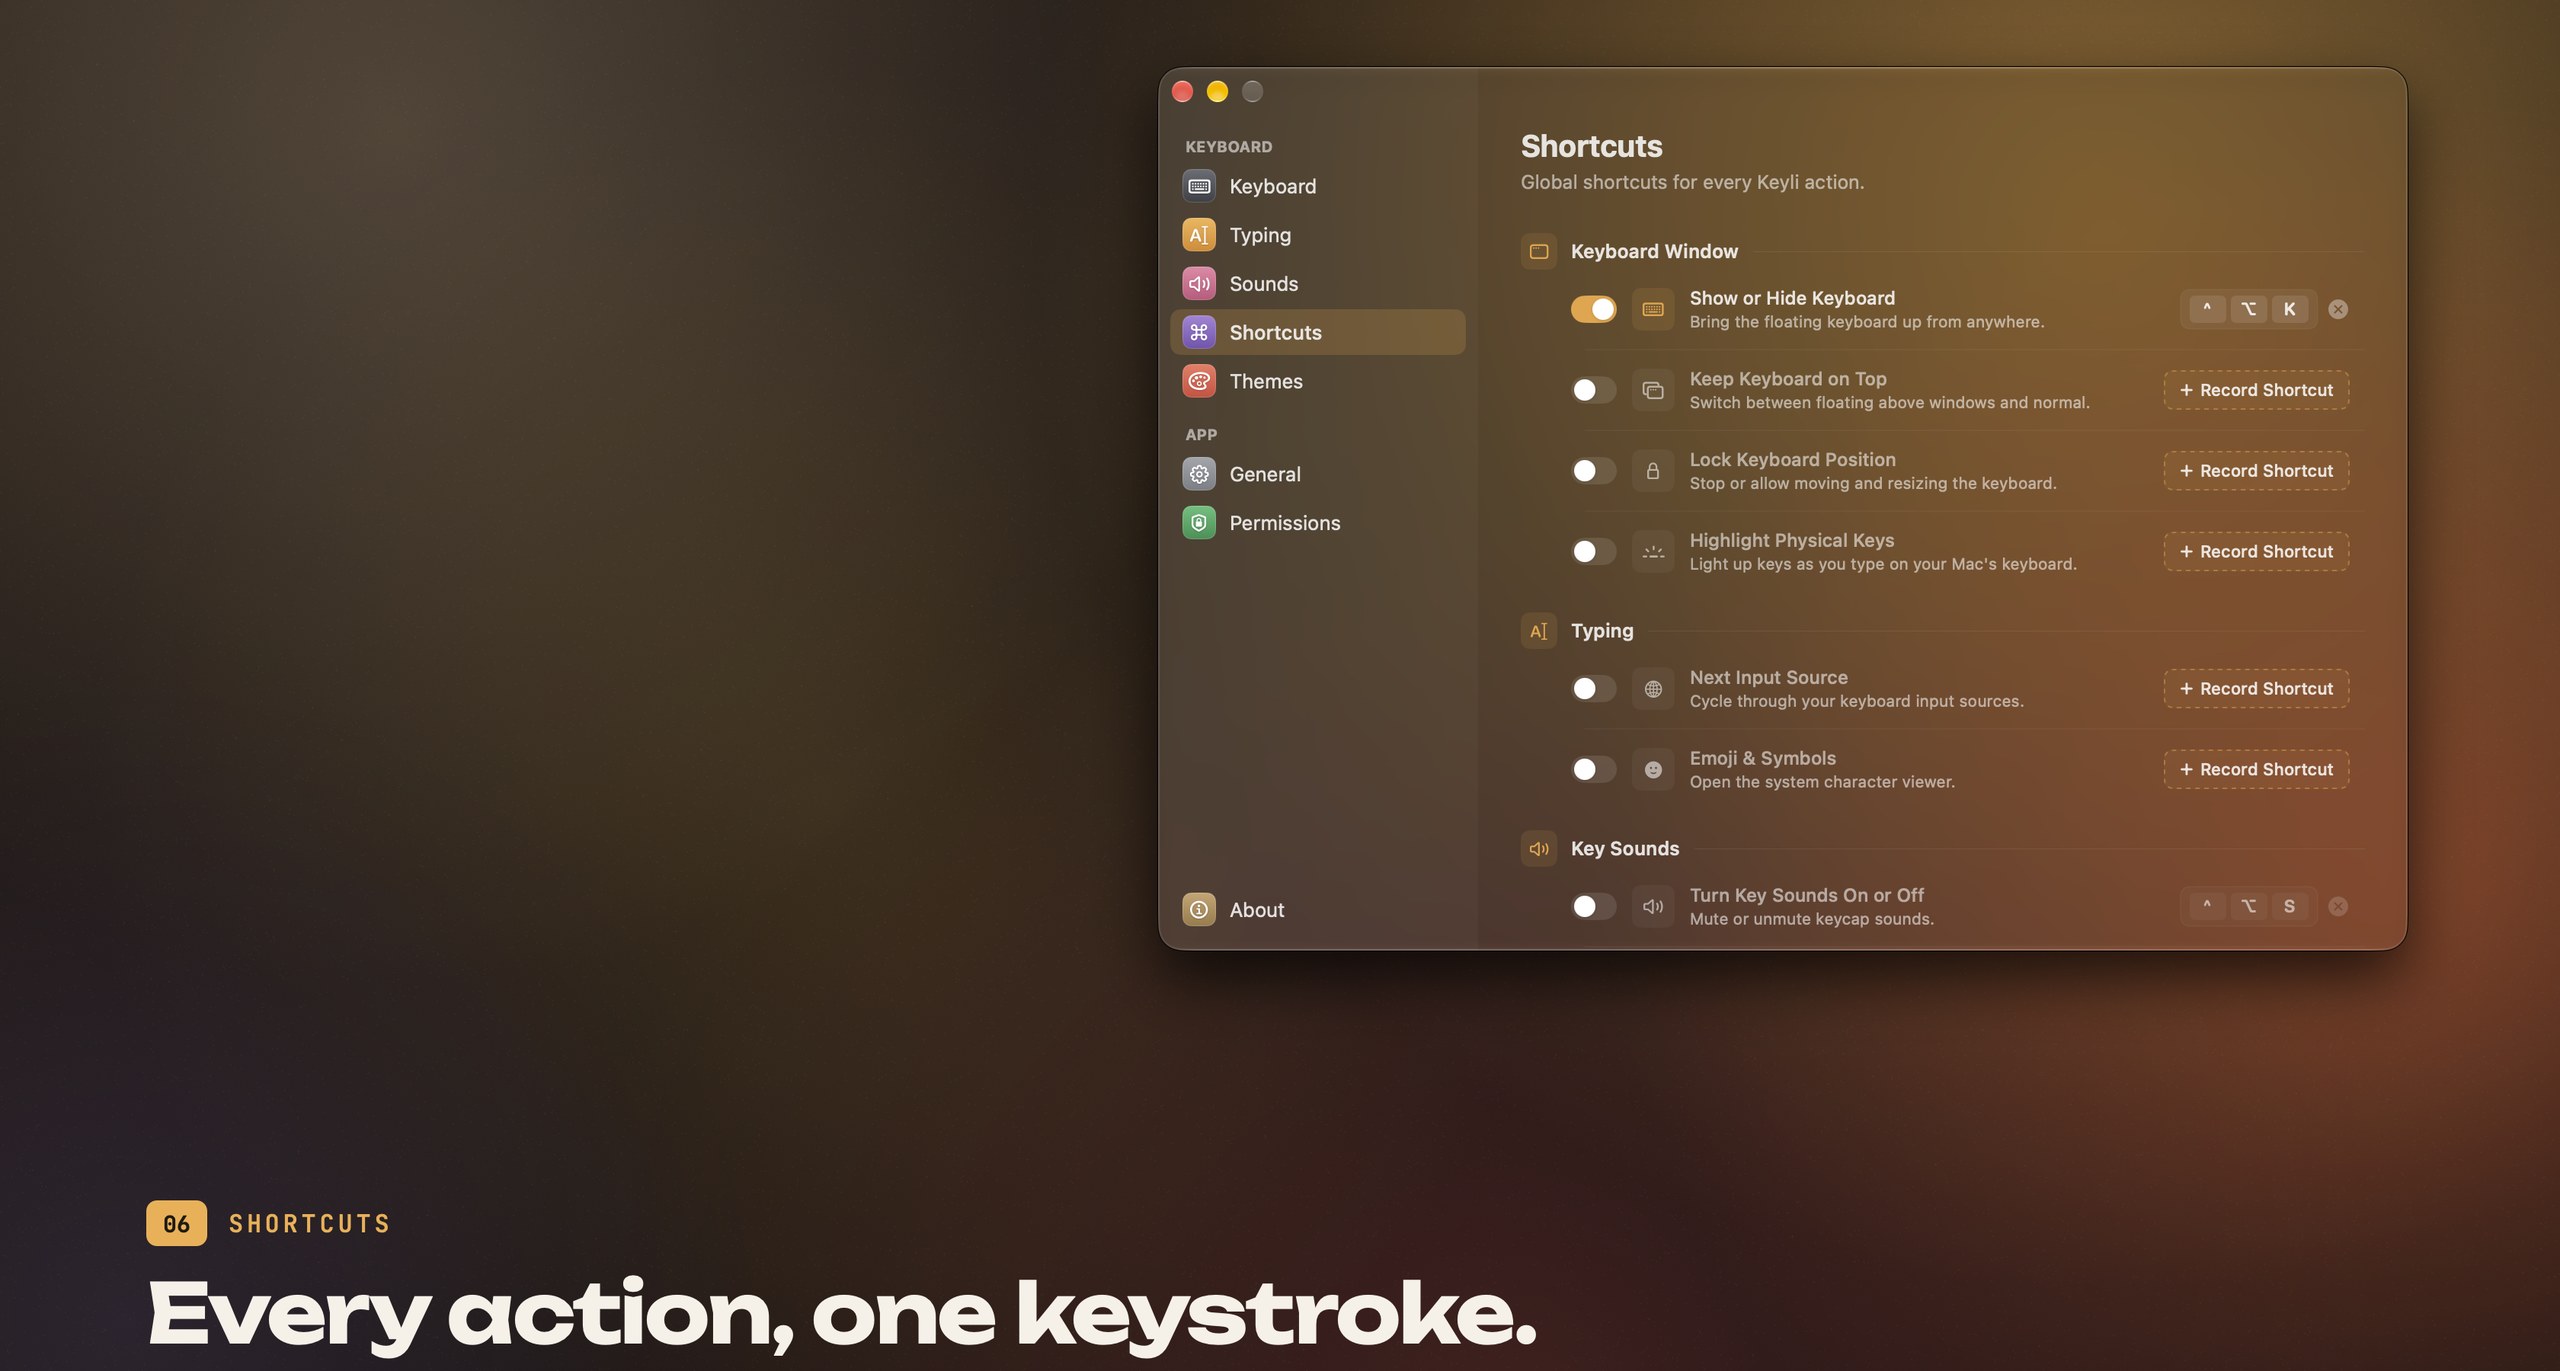 KEYBOARD
Keyboard
Typing
Sounds
Shortcuts
Themes
APP
General
Permissions
About
Shortcuts
Global shortcuts for every Keyli action.
Keyboard Window
Show or Hide Keyboard
Bring the floating keyboard up from anywhere.
^ ⌥ K
Keep Keyboard on Top
Switch between floating above windows and normal.
+ Record Shortcut
Lock Keyboard Position
Stop or allow moving and resizing the keyboard.
+ Record Shortcut
Highlight Physical Keys
Light up keys as you type on your Mac's keyboard.
+ Record Shortcut
Typing
Next Input Source
Cycle through your keyboard input sources.
+ Record Shortcut
Emoji & Symbols
Open the system character viewer.
+ Record Shortcut
Key Sounds
Turn Key Sounds On or Off
Mute or unmute keycap sounds.
^ ⌥ S
06 SHORTCUTS
Every action, one keystroke.